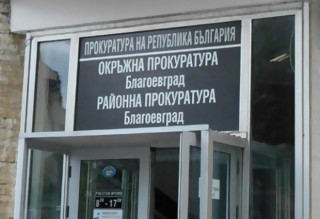 ПРОКУРАТУРА НА РЕПУБЛИКА БЪЛГАРИЯ
ОКРЪЖНА ПРОКУРАТУРА
Благоевград
РАЙОННА ПРОКУРАТУРА
Благоевград